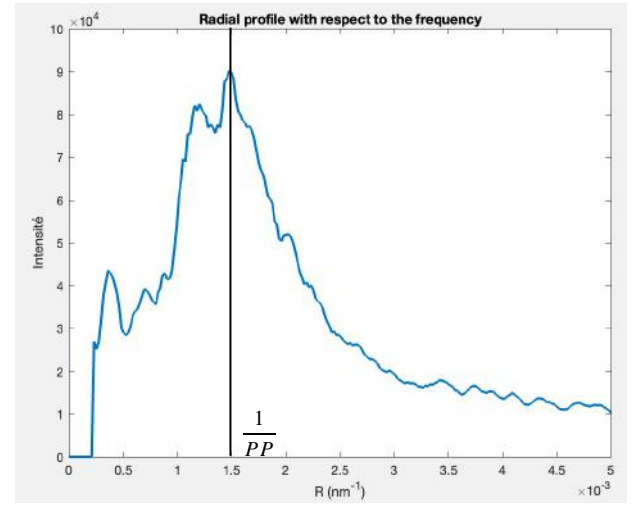 Radial profile with respect to the frequency
×10⁴
10
9
8
7
6
5
4
3
2
1
0
Intensité
1
PP
0 0.5 1 1.5 2 2.5 3 3.5 4 4.5 5
R (nm⁻¹)
×10⁻³